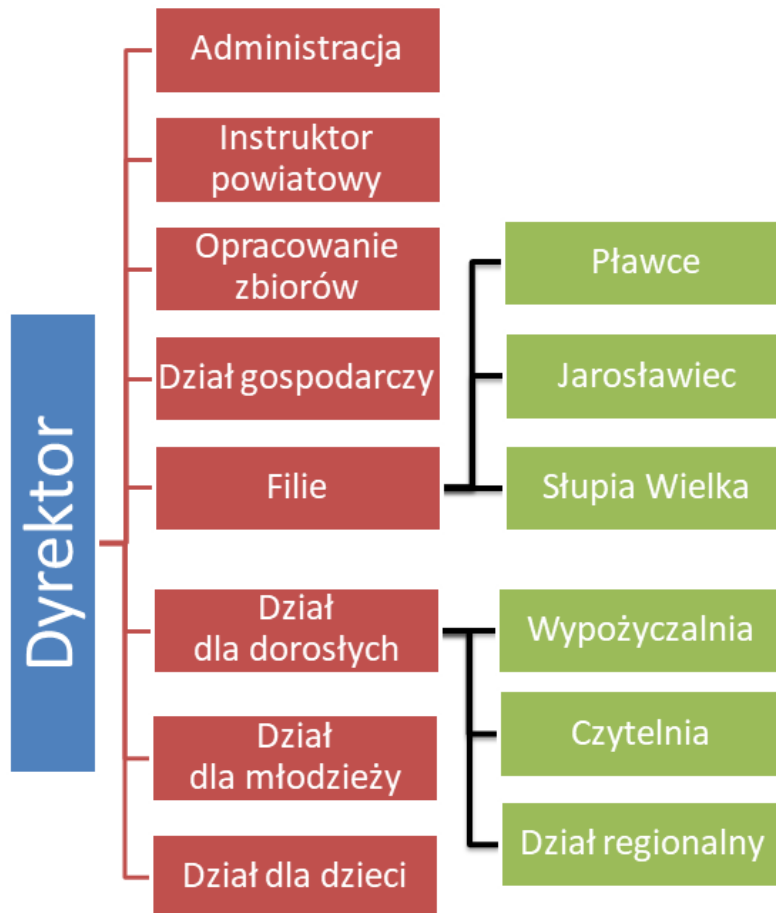 Dyrektor
Administracja
Instruktor
powiatowy
Opracowanie
zbiorów
Dział gospodarczy
Filie
Pławce
Jarosławiec
Słupia Wielka
Dział
dla dorosłych
Wypożyczalnia
Czytelnia
Dział regionalny
Dział
dla młodzieży
Dział dla dzieci